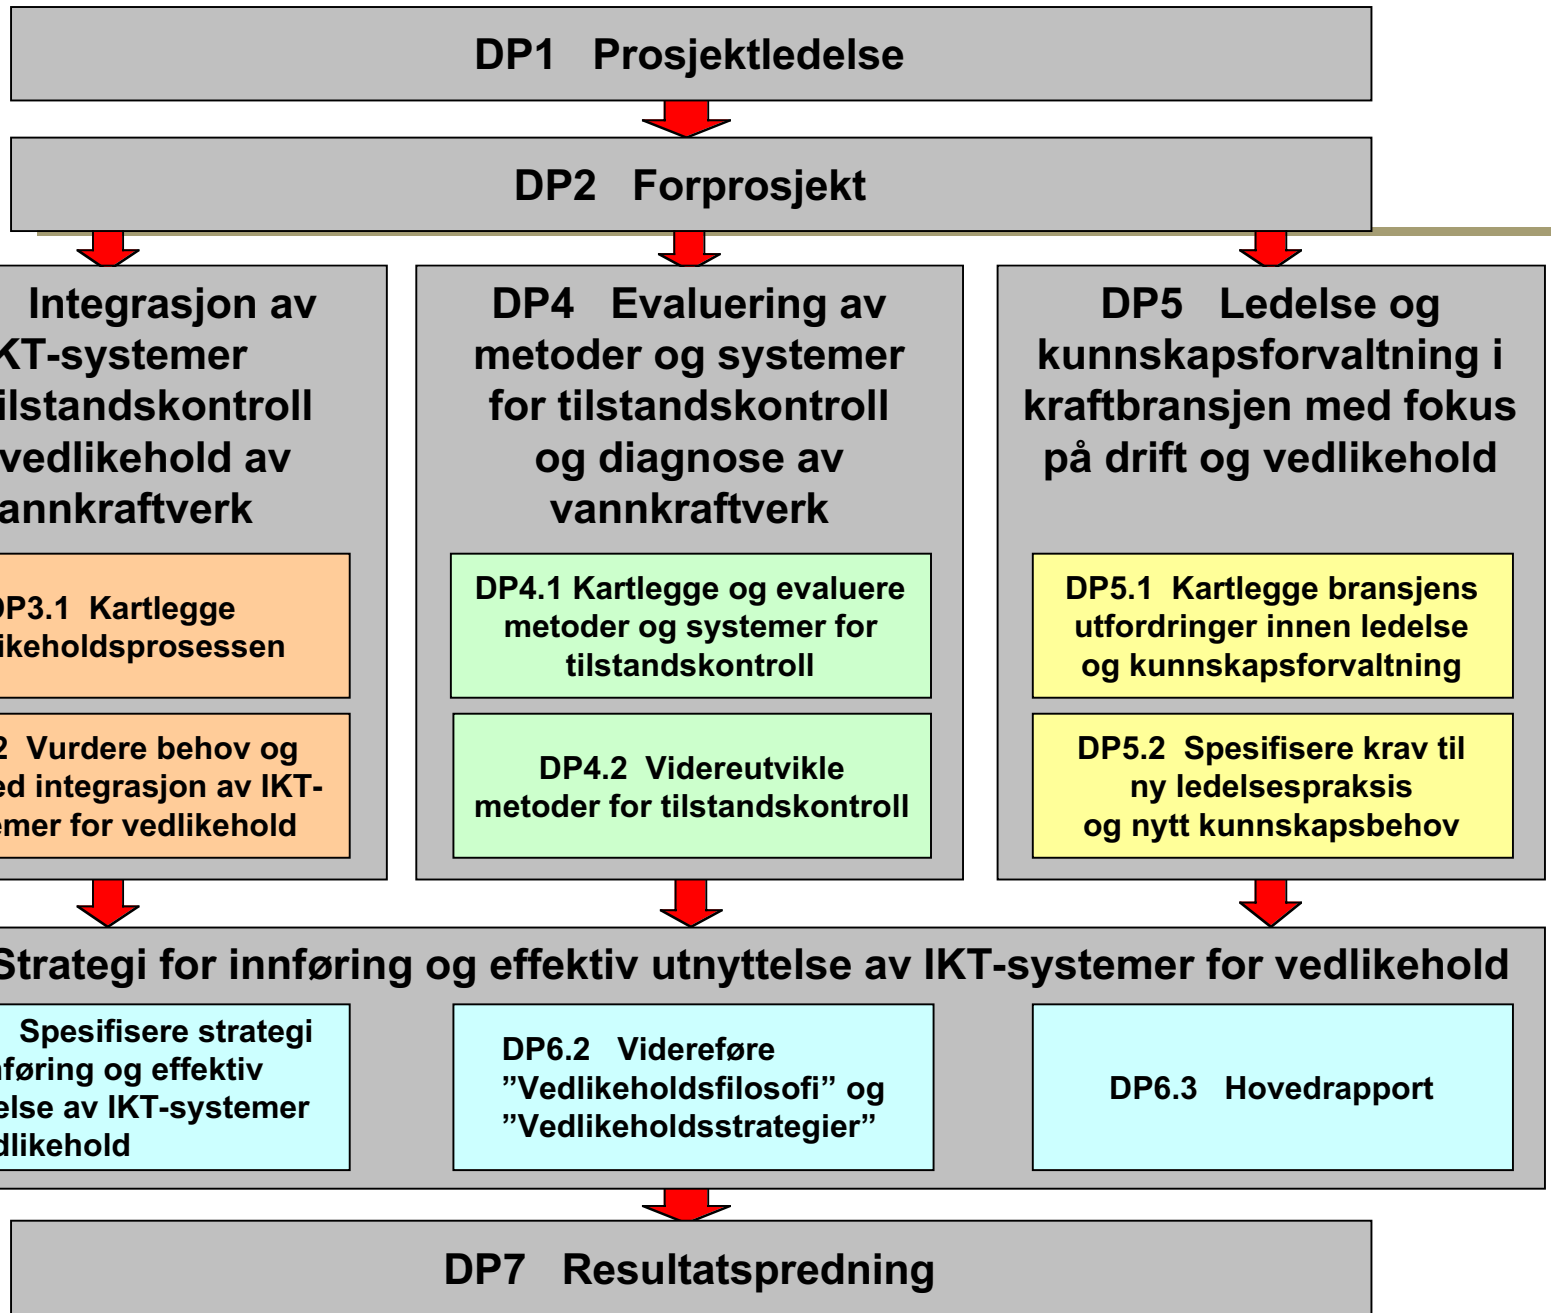 DP1 Prosjektledelse
DP2 Forprosjekt
Integrasjon av
KT-systemer
ilstandskontroll
vedlikehold av
annkraftverk
DP3.1 Kartlegge
ikeholdsprosessen
2 Vurdere behov og
ed integrasjon av IKT-
emer for vedlikehold
DP4 Evaluering av
metoder og systemer
for tilstandskontroll
og diagnose av
vannkraftverk
DP4.1 Kartlegge og evaluere
metoder og systemer for
tilstandskontroll
DP4.2 Videreutvikle
metoder for tilstandskontroll
DP5 Ledelse og
kunnskapsforvaltning i
kraftbransjen med fokus
på drift og vedlikehold
DP5.1 Kartlegge bransjens
utfordringer innen ledelse
og kunnskapsforvaltning
DP5.2 Spesifisere krav til
ny ledelsespraksis
og nytt kunnskapsbehov
Strategi for innføring og effektiv utnyttelse av IKT-systemer for vedlikehold
Spesifisere strategi
nføring og effektiv
else av IKT-systemer
dlikehold
DP6.2 Videreføre
”Vedlikeholdsfilosofi” og
”Vedlikeholdsstrategier”
DP6.3 Hovedrapport
DP7 Resultatspredning